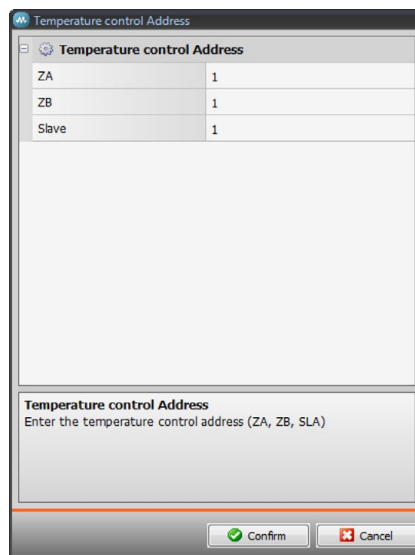 Temperature control Address
Temperature control Address
ZA 1
ZB 1
Slave 1
Temperature control Address
Enter the temperature control address (ZA, ZB, SLA)
Confirm Cancel